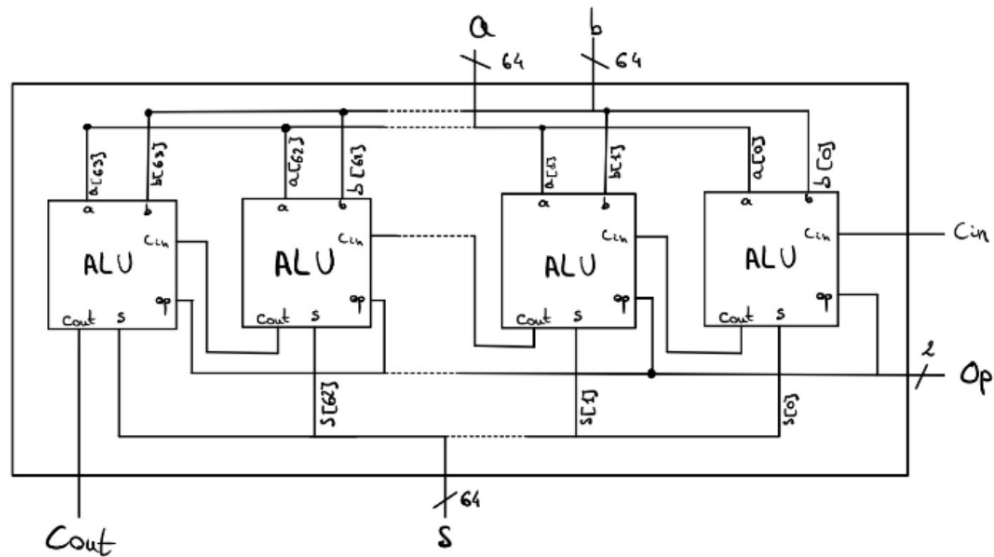 a
b
64
64
a[63]
b[63]
a[62]
b[62]
a[1]
b[1]
a[0]
b[0]
a
b
Cin
ALU
op
Cout
S
a
b
Cin
ALU
op
Cout
S
a
b
Cin
ALU
op
Cout
S
a
b
Cin
ALU
op
Cout
S
Cin
2
Op
S[62]
S[1]
S[0]
64
Cout
S